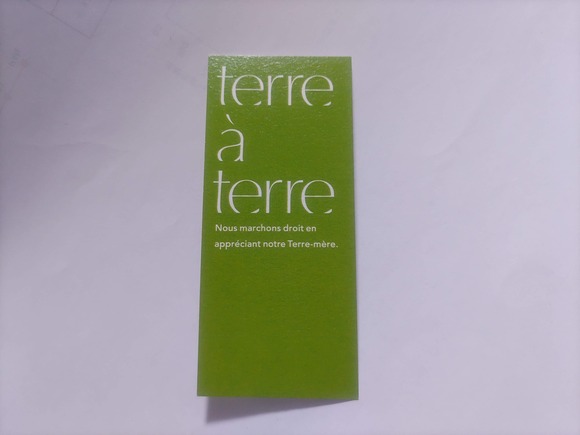 terre
à
terre
Nous marchons droit en
appréciant notre Terre-mère.